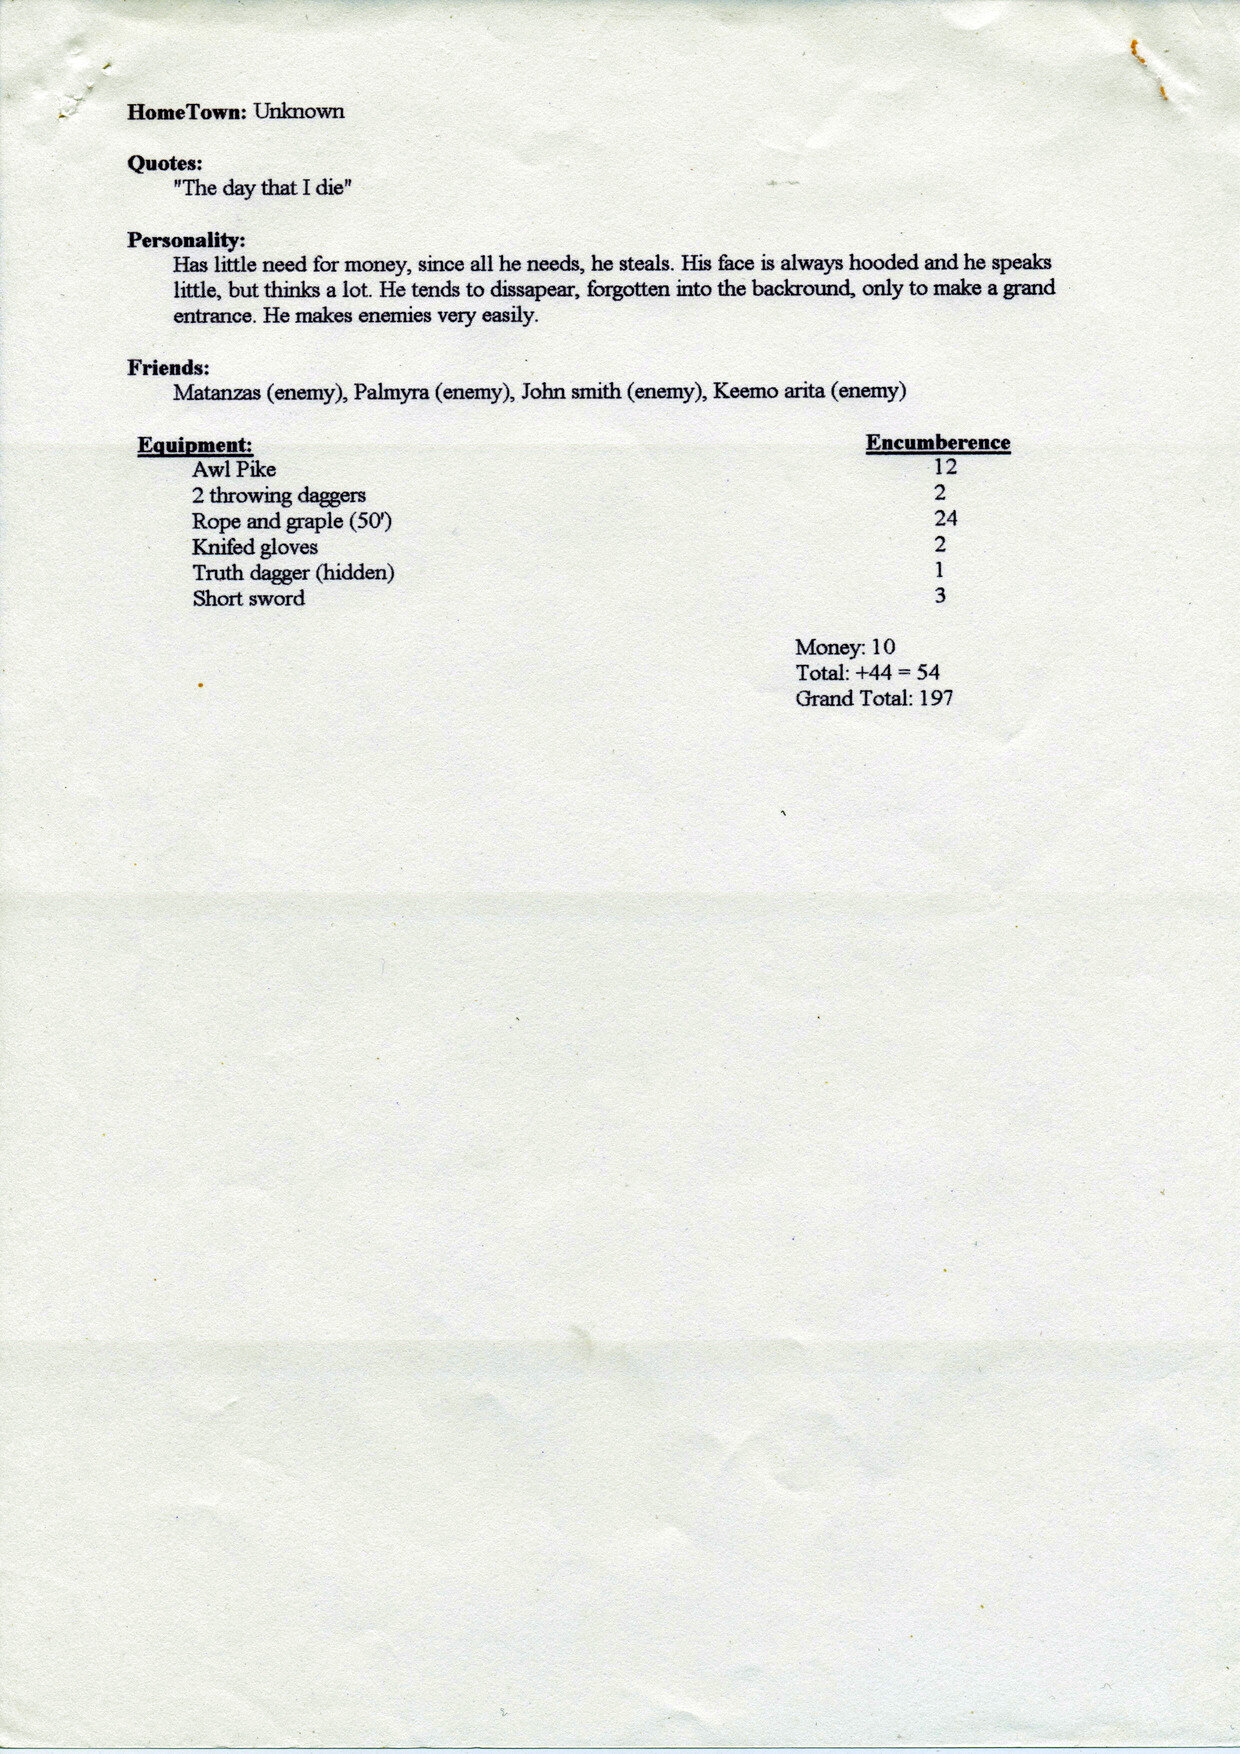 HomeTown: Unknown
Quotes:
"The day that I die"
Personality:
Has little need for money, since all he needs, he steals. His face is always hooded and he speaks
little, but thinks a lot. He tends to dissapear, forgotten into the backround, only to make a grand
entrance. He makes enemies very easily.
Friends:
Matanzas (enemy), Palmyra (enemy), John smith (enemy), Keemo arita (enemy)
Equipment: Encumberence
Awl Pike 12
2 throwing daggers 2
Rope and graple (50') 24
Knifed gloves 2
Truth dagger (hidden) 1
Short sword 3
Money: 10
Total: +44 = 54
Grand Total: 197